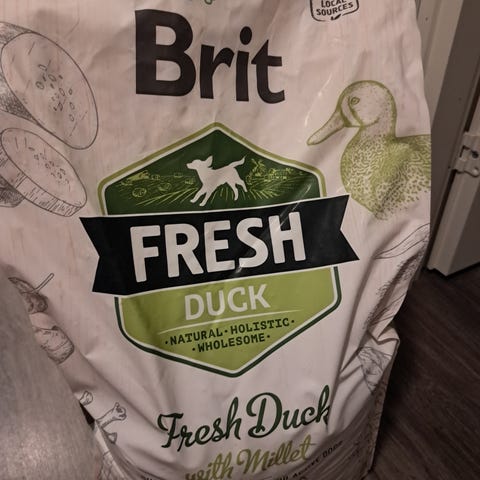 LOCAL
SOURCES
Brit
FRESH
DUCK
NATURAL · HOLISTIC
· WHOLESOME ·
Fresh Duck
with Millet